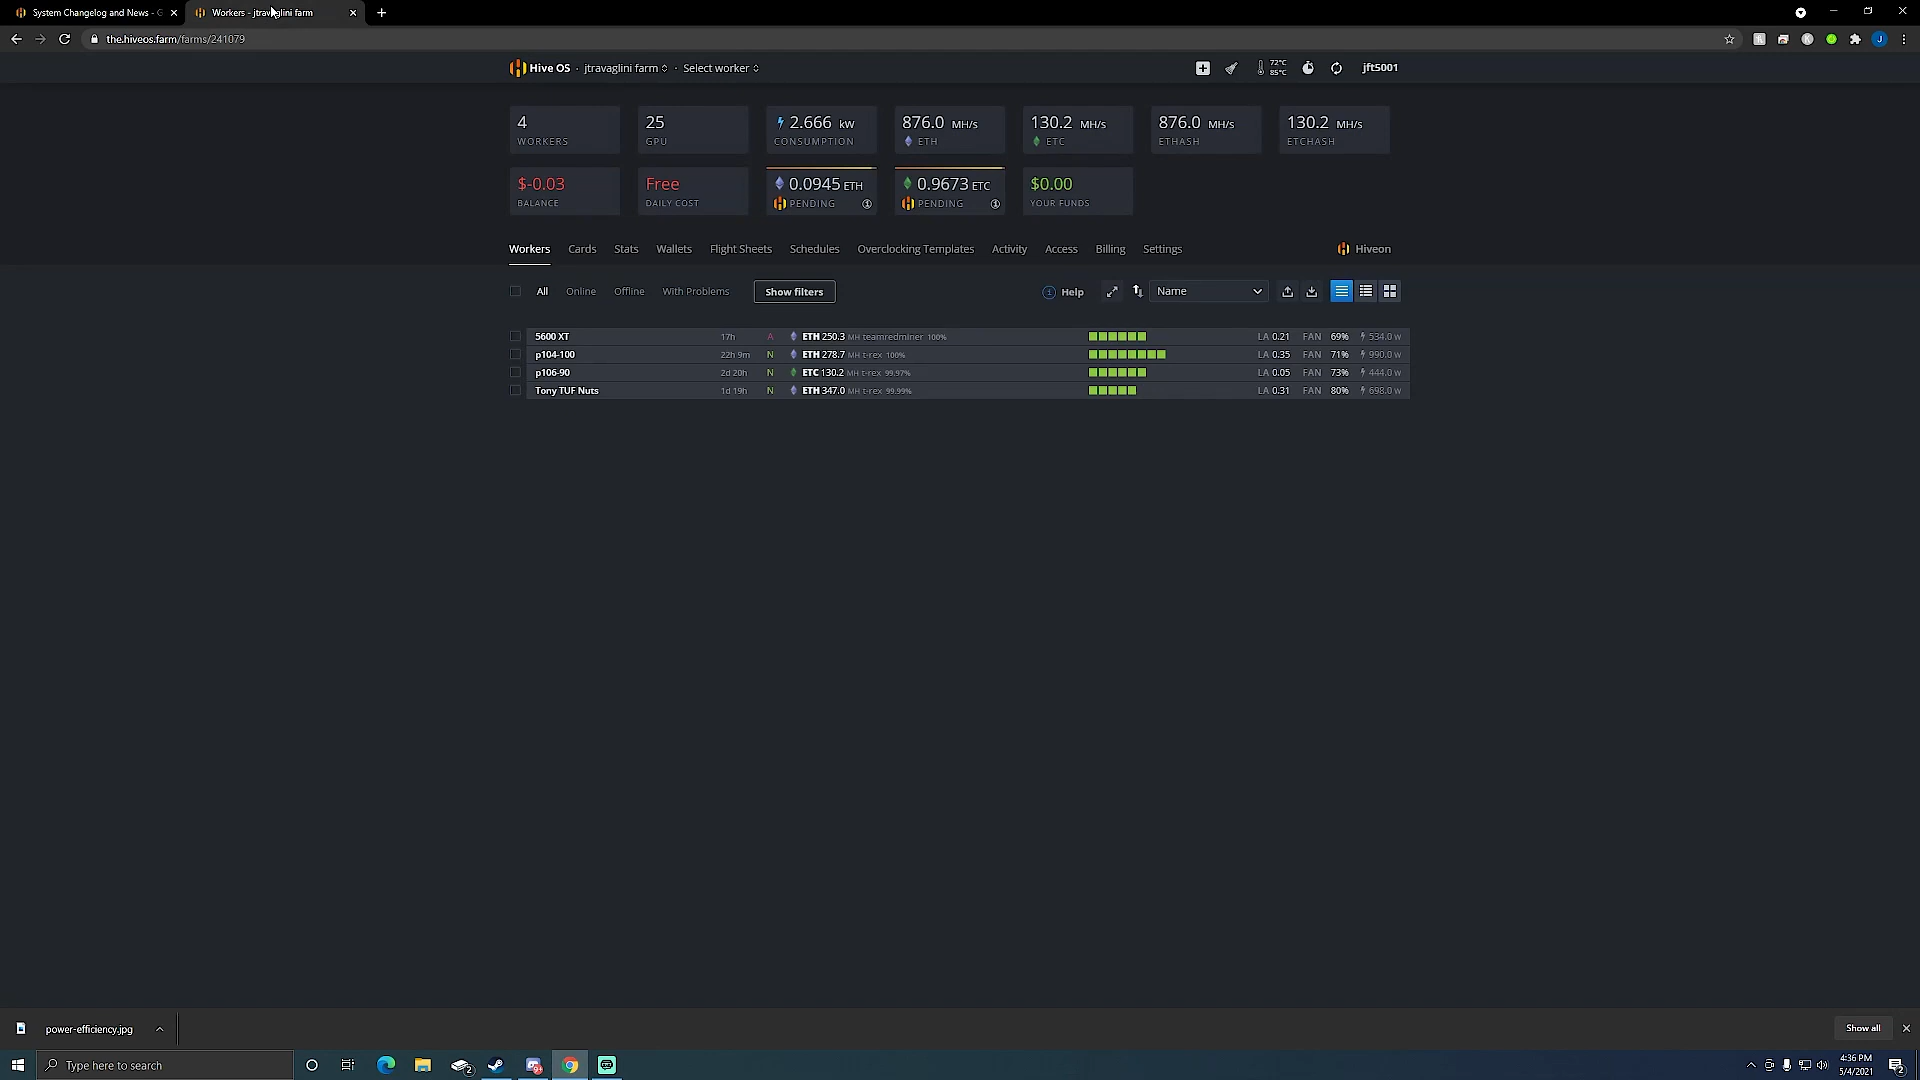 System Changelog and News - G
Workers - jtravaglini farm
the.hiveos.farm/farms/241079
Hive OS · jtravaglini farm · Select worker
72°C
85°C
jft5001
4
WORKERS
25
GPU
2.666 kW
CONSUMPTION
876.0 MH/s
ETH
130.2 MH/s
ETC
876.0 MH/s
ETHASH
130.2 MH/s
ETCHASH
$-0.03
BALANCE
Free
DAILY COST
0.0945 ETH
PENDING
0.9673 ETC
PENDING
$0.00
YOUR FUNDS
Workers Cards Stats Wallets Flight Sheets Schedules Overclocking Templates Activity Access Billing Settings Hiveon
All Online Offline With Problems Show filters Help Name
5600 XT 17h A ETH 250.3 MH teamredminer 100% LA 0.21 FAN 69% 534.0 W
p104-100 22h 9m N ETH 278.7 MH t-rex 100% LA 0.35 FAN 71% 990.0 W
p106-90 2d 20h N ETC 130.2 MH t-rex 99.97% LA 0.05 FAN 73% 444.0 W
Tony TUF Nuts 1d 19h N ETH 347.0 MH t-rex 99.99% LA 0.31 FAN 80% 698.0 W
power-efficiency.jpg
Show all
Type here to search
2
9+
4:36 PM
5/4/2021
2